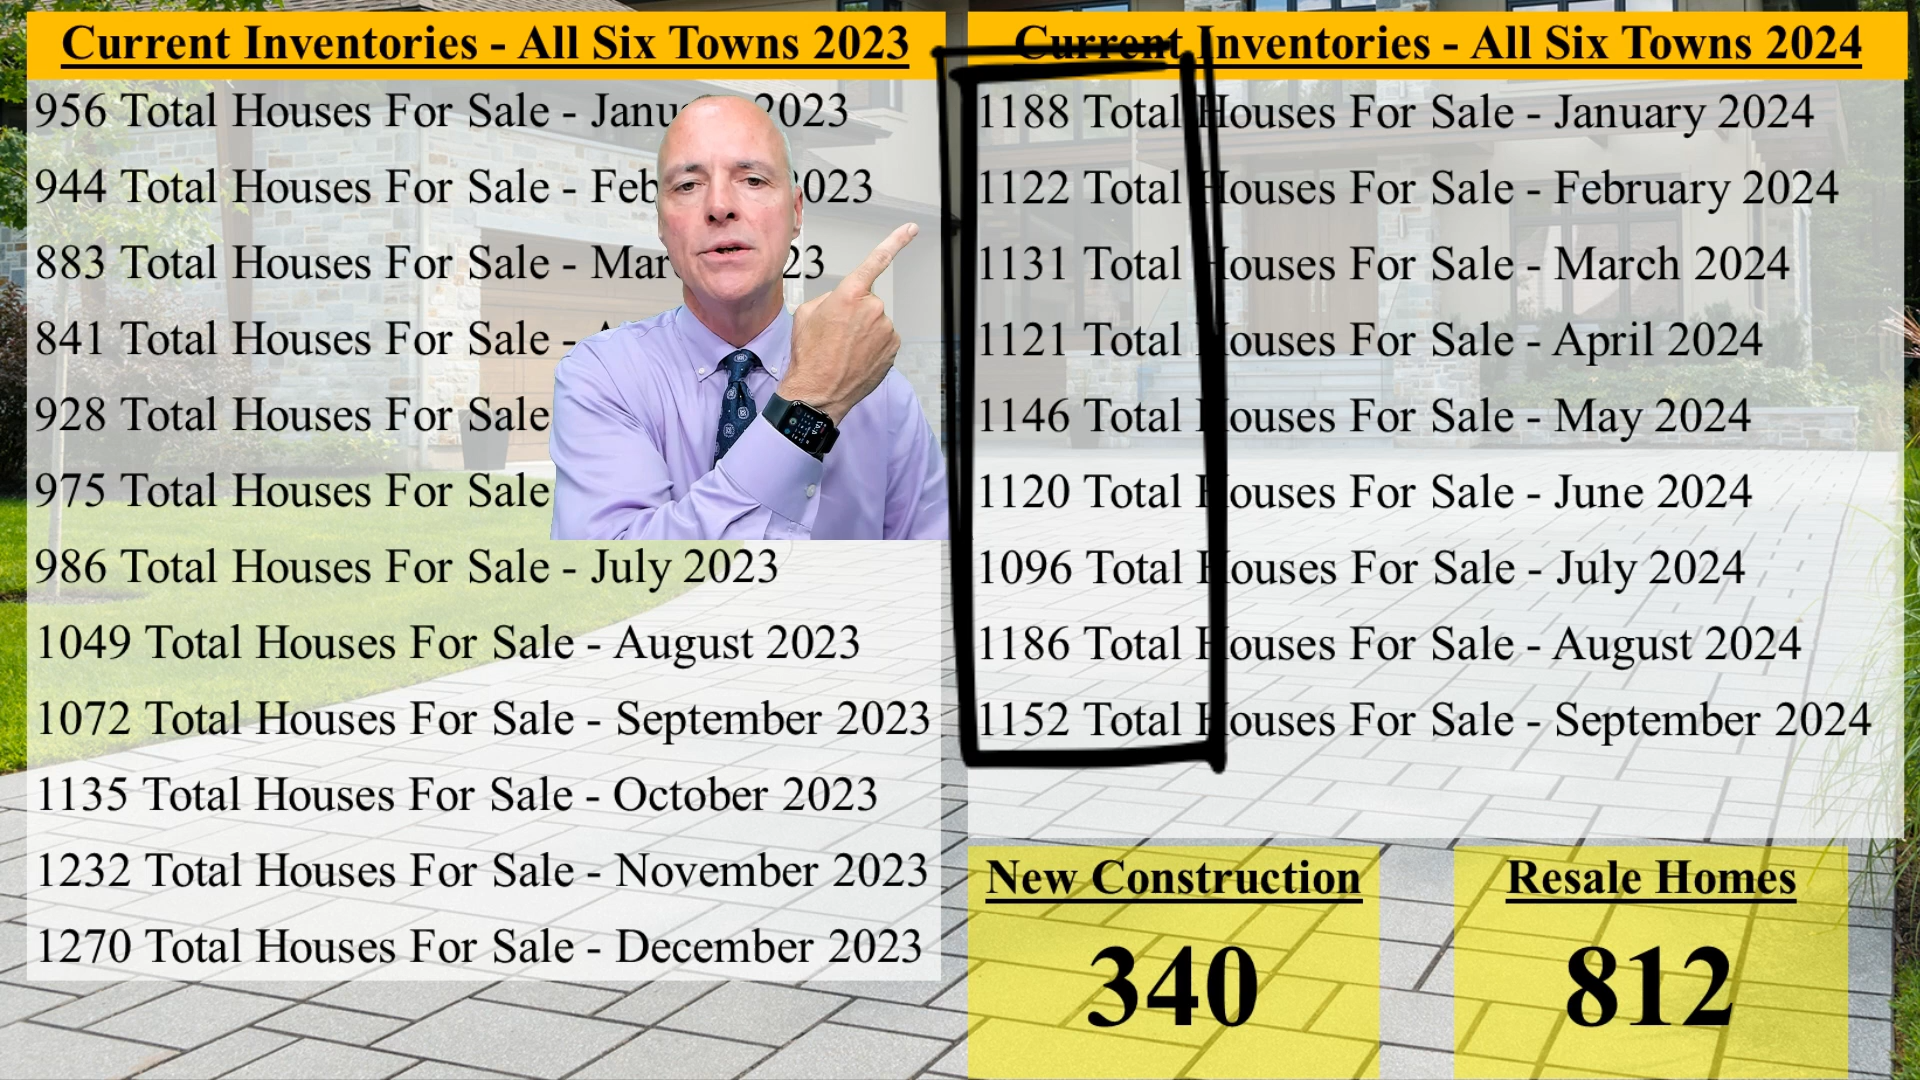 Current Inventories - All Six Towns 2023
956 Total Houses For Sale - 2023
944 Total Houses For Sale - 2023
883 Total Houses For Sale -
841 Total Houses For Sale -
928 Total Houses For Sale
975 Total Houses For Sale
986 Total Houses For Sale - July 2023
1049 Total Houses For Sale - August 2023
1072 Total Houses For Sale - September 2023
1135 Total Houses For Sale - October 2023
1232 Total Houses For Sale - November 2023
1270 Total Houses For Sale - December 2023
Current Inventories - All Six Towns 2024
1188 Total Houses For Sale - January 2024
1122 Total Houses For Sale - February 2024
1131 Total Houses For Sale - March 2024
1121 Total Houses For Sale - April 2024
1146 Total Houses For Sale - May 2024
1120 Total Houses For Sale - June 2024
1096 Total Houses For Sale - July 2024
1186 Total Houses For Sale - August 2024
1152 Total Houses For Sale - September 2024
New Construction
340
Resale Homes
812